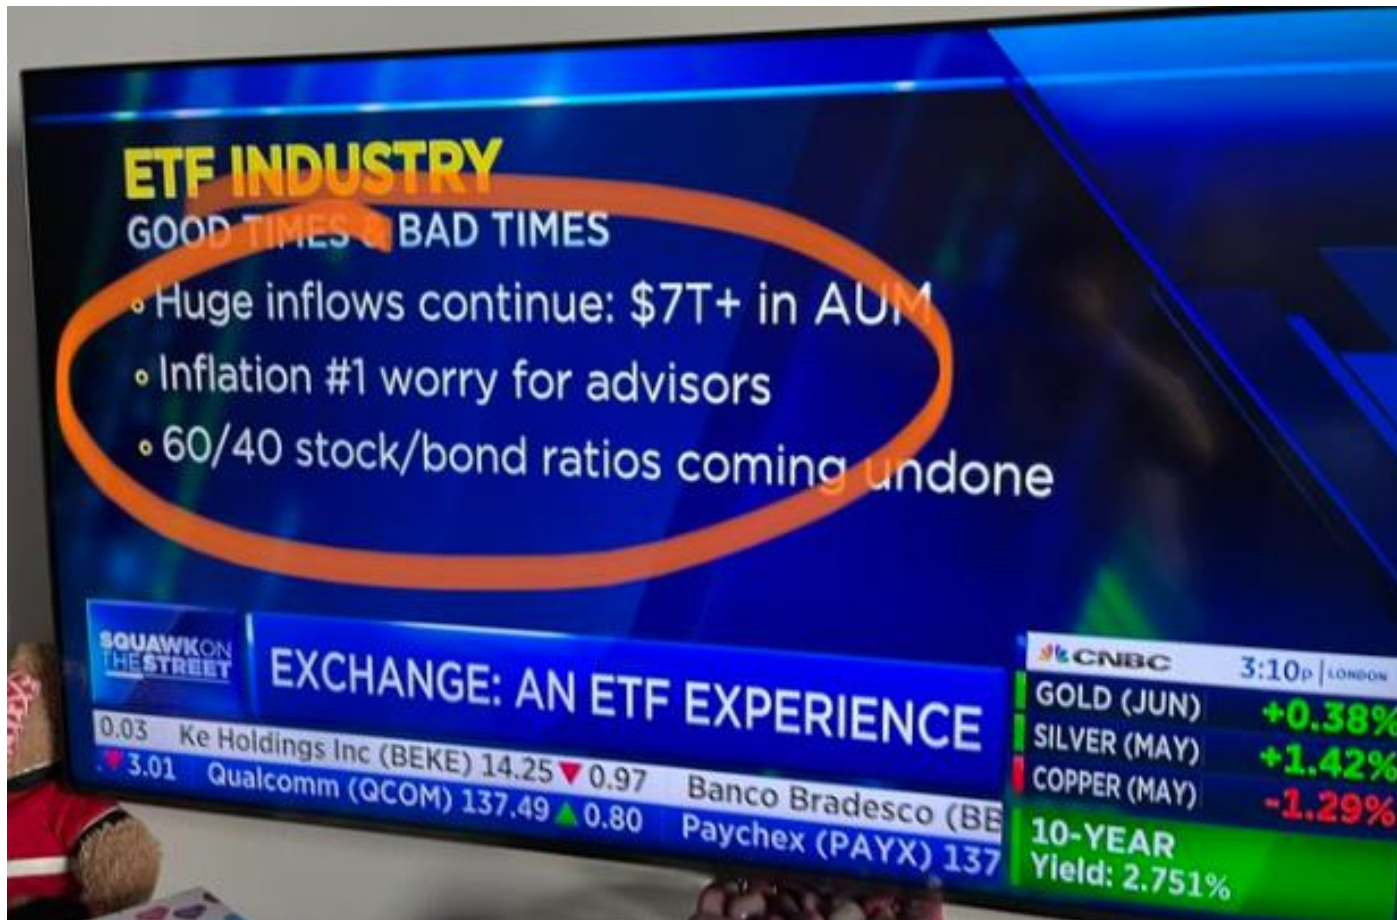 ETF INDUSTRY
GOOD TIMES & BAD TIMES
Huge inflows continue: $7T+ in AUM
Inflation #1 worry for advisors
60/40 stock/bond ratios coming undone
SQUAWK ON
THE STREET
EXCHANGE: AN ETF EXPERIENCE
CNBC 3:10P | LONDON
GOLD (JUN) +0.38%
SILVER (MAY) +1.42%
COPPER (MAY) -1.29%
10-YEAR
Yield: 2.751%
0.03 Ke Holdings Inc (BEKE) 14.25 ▼ 0.97 Banco Bradesco (BB
▼ 3.01 Qualcomm (QCOM) 137.49 ▲ 0.80 Paychex (PAYX) 137